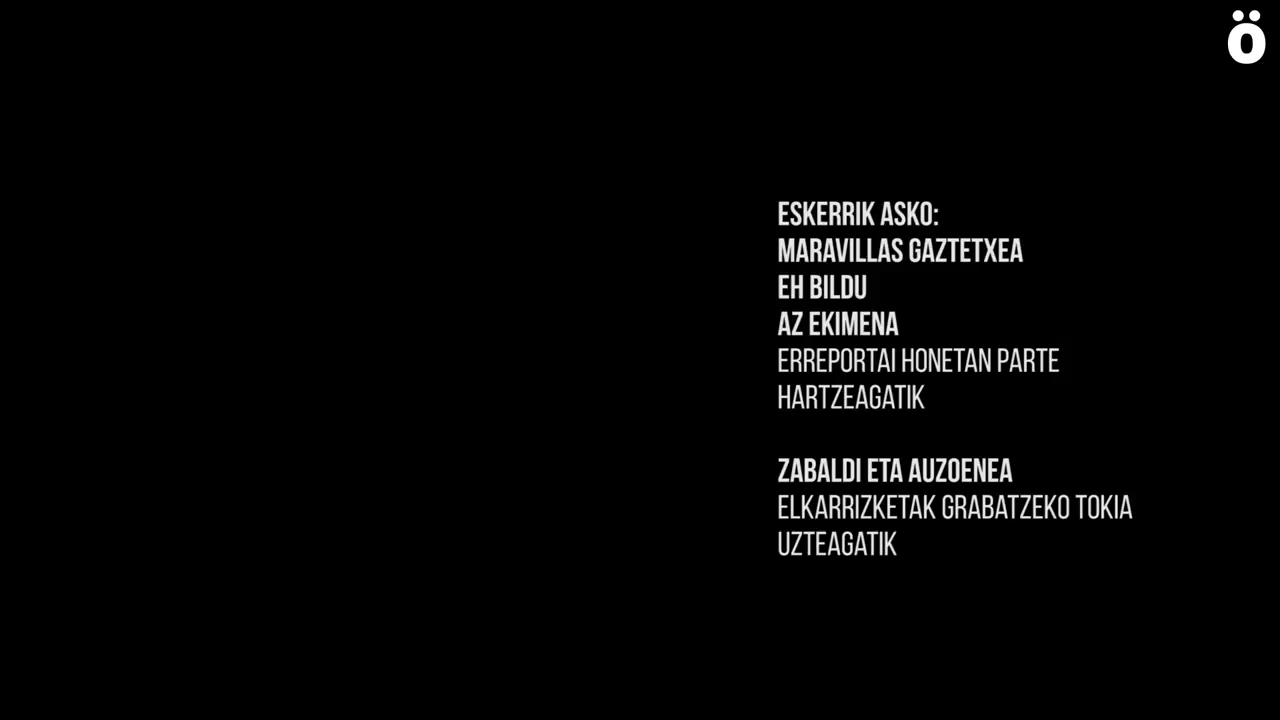 ö
ESKERRIK ASKO:
MARAVILLAS GAZTETXEA
EH BILDU
AZ EKIMENA
ERREPORTAI HONETAN PARTE
HARTZEAGATIK
ZABALDI ETA AUZOENEA
ELKARRIZKETAK GRABATZEKO TOKIA
UZTEAGATIK